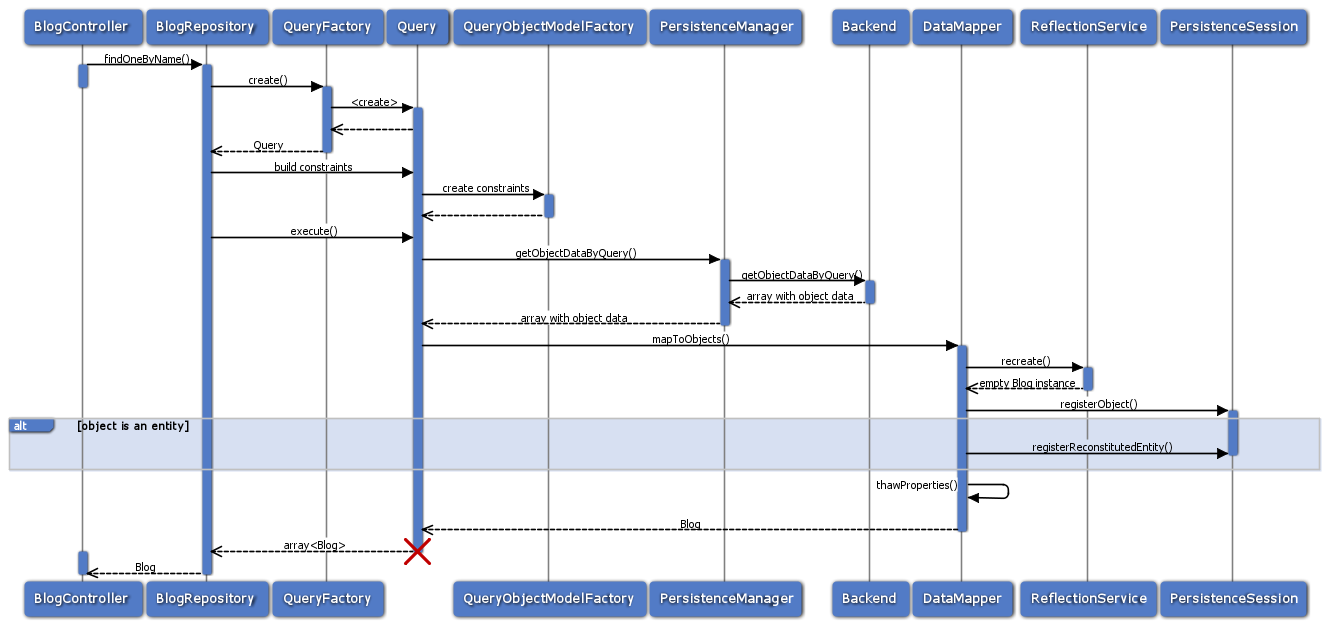 BlogController BlogRepository QueryFactory Query QueryObjectModelFactory PersistenceManager Backend DataMapper ReflectionService PersistenceSession
findOneByName()
create()
<create>
Query
build constraints
create constraints
execute()
getObjectDataByQuery()
getObjectDataByQuery()
array with object data
array with object data
mapToObjects()
recreate()
empty Blog instance
registerObject()
alt [object is an entity]
registerReconstitutedEntity()
thawProperties()
Blog
array<Blog>
Blog
BlogController BlogRepository QueryFactory QueryObjectModelFactory PersistenceManager Backend DataMapper ReflectionService PersistenceSession